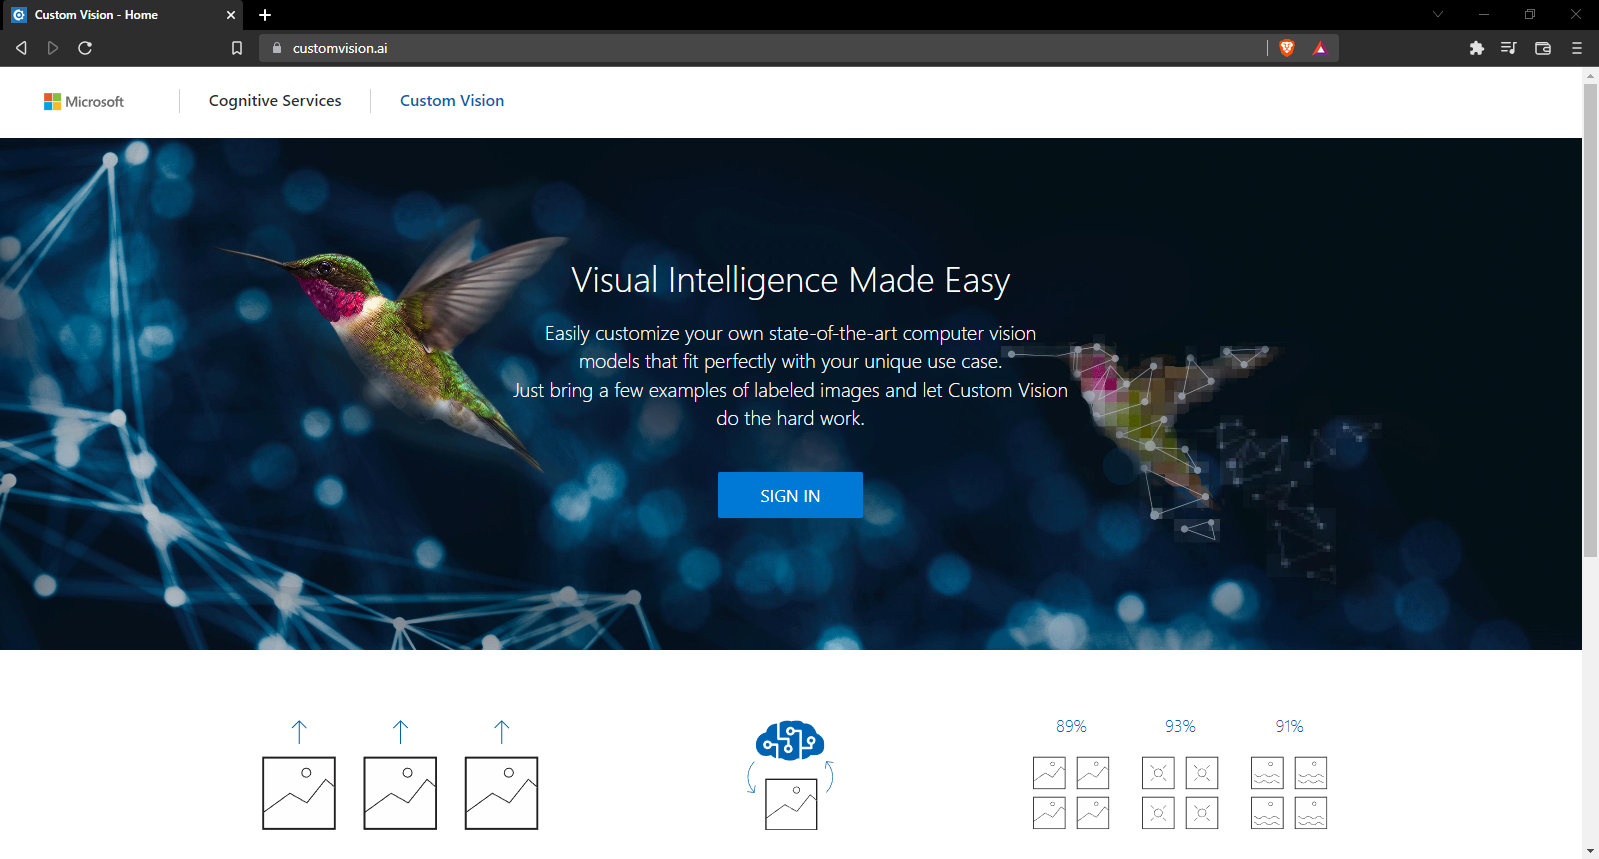 Custom Vision - Home
customvision.ai
Microsoft
Cognitive Services
Custom Vision
Visual Intelligence Made Easy
Easily customize your own state-of-the-art computer vision
models that fit perfectly with your unique use case.
Just bring a few examples of labeled images and let Custom Vision
do the hard work.
SIGN IN
89%
93%
91%